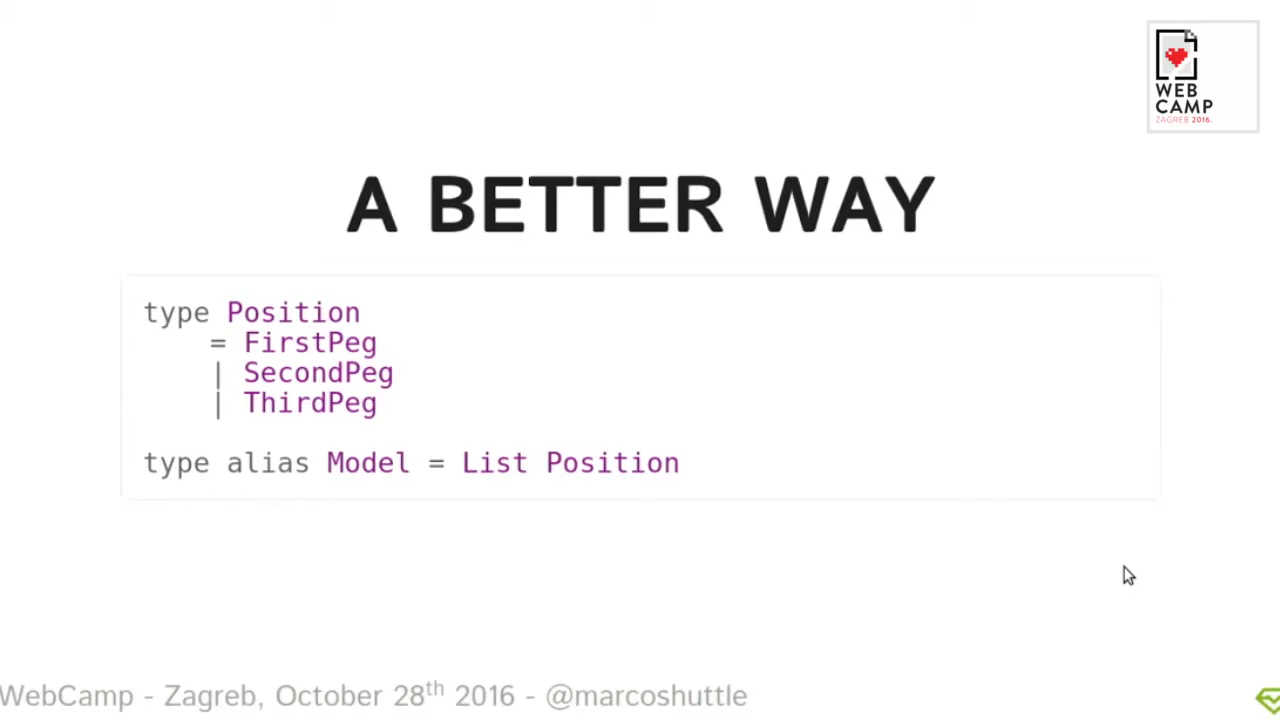 WEB
CAMP
ZAGREB 2016.
A BETTER WAY
type Position
    = FirstPeg
    | SecondPeg
    | ThirdPeg
type alias Model = List Position
WebCamp - Zagreb, October 28th 2016 - @marcoshuttle